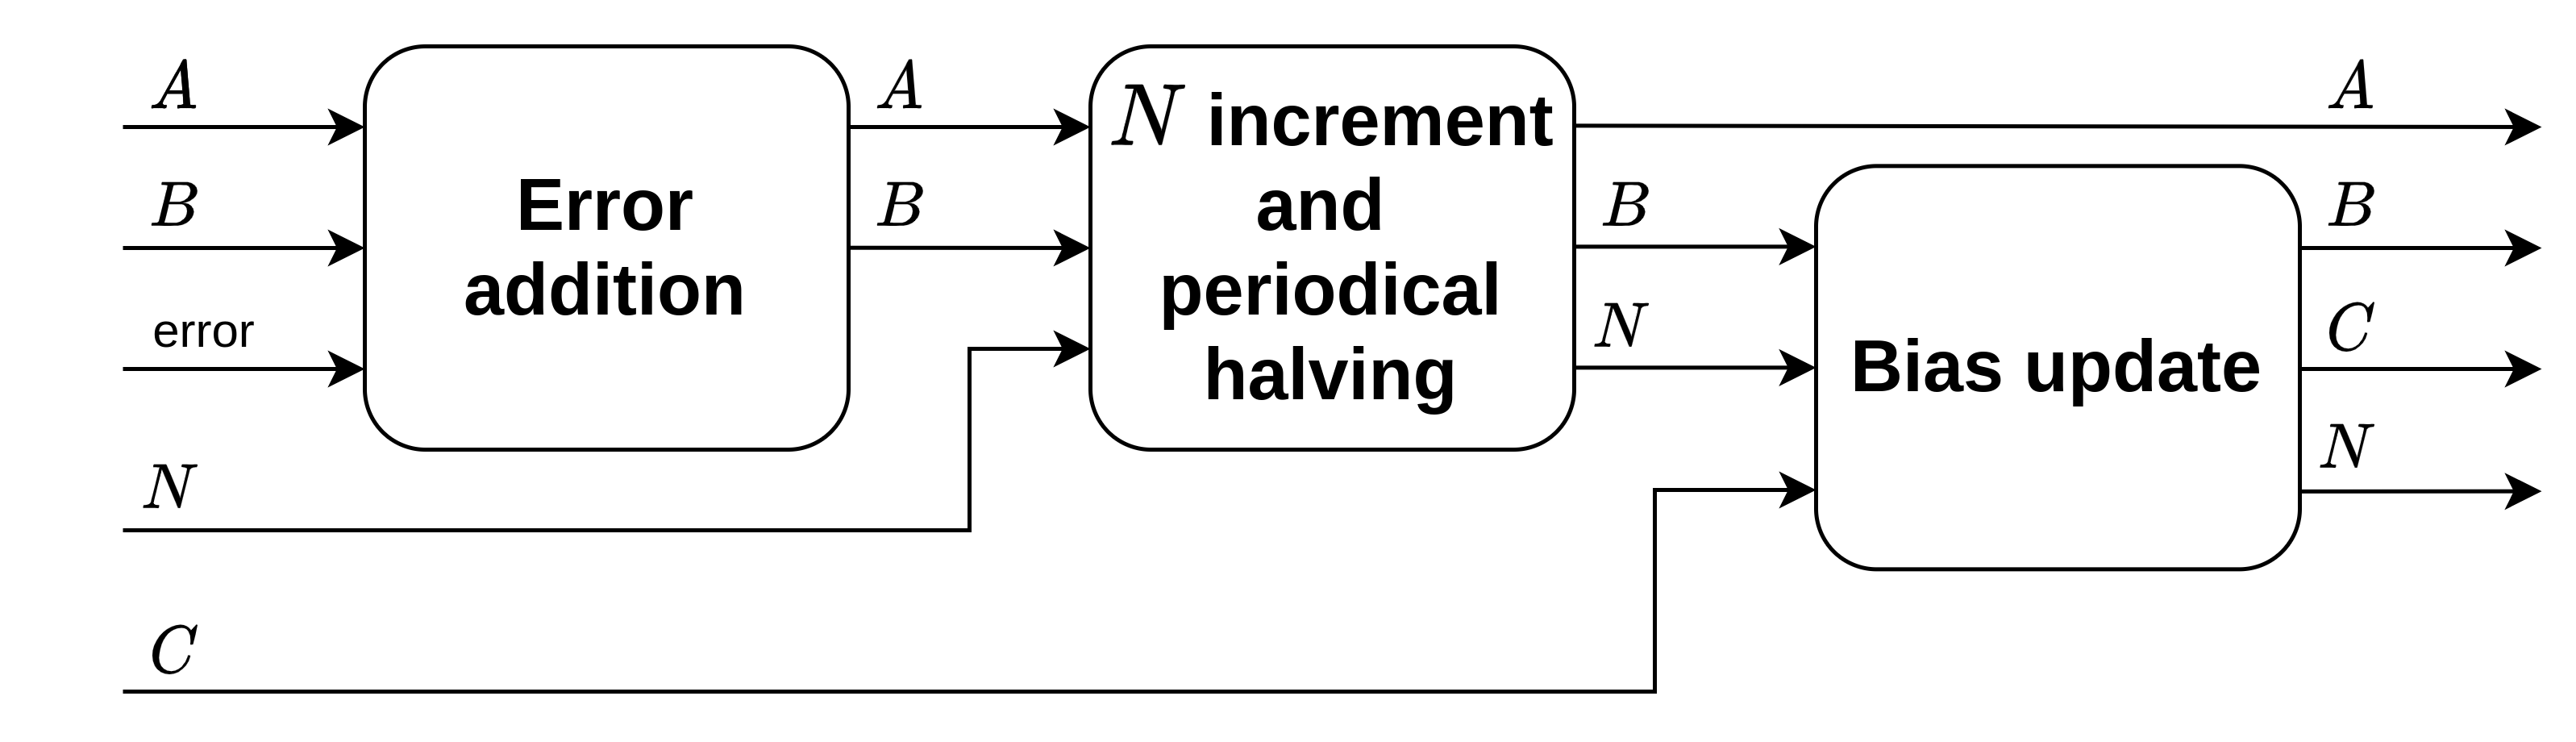 A
B
error
N
C
Error
addition
A
B
N increment
and
periodical
halving
B
N
Bias update
A
B
C
N